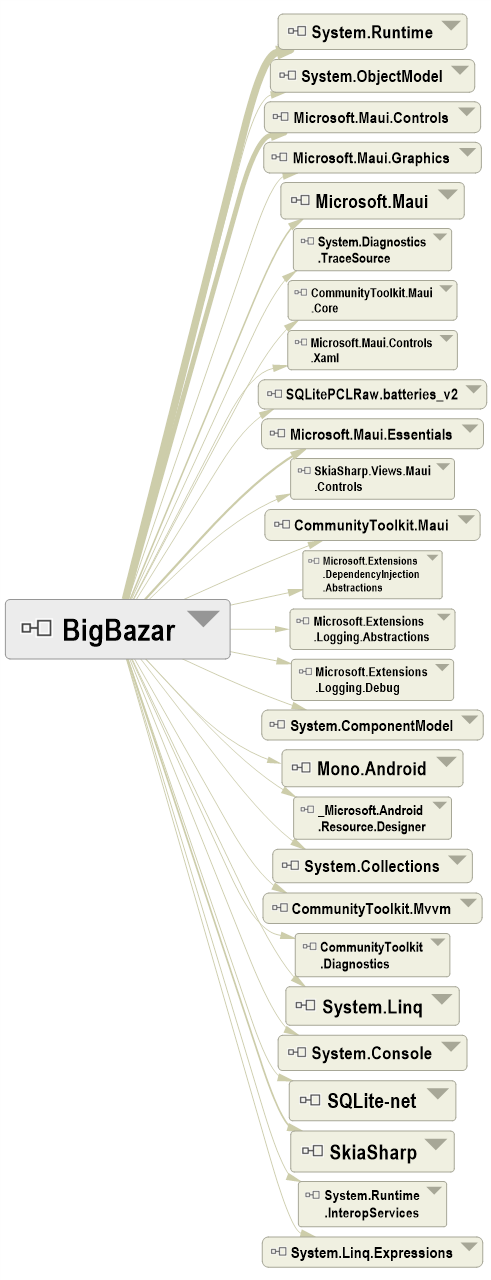 System.Runtime
System.ObjectModel
Microsoft.Maui.Controls
Microsoft.Maui.Graphics
Microsoft.Maui
System.Diagnostics
.TraceSource
CommunityToolkit.Maui
.Core
Microsoft.Maui.Controls
.Xaml
SQLitePCLRaw.batteries_v2
Microsoft.Maui.Essentials
SkiaSharp.Views.Maui
.Controls
CommunityToolkit.Maui
Microsoft.Extensions
.DependencyInjection
.Abstractions
BigBazar
Microsoft.Extensions
.Logging.Abstractions
Microsoft.Extensions
.Logging.Debug
System.ComponentModel
Mono.Android
_Microsoft.Android
.Resource.Designer
System.Collections
CommunityToolkit.Mvvm
CommunityToolkit
.Diagnostics
System.Linq
System.Console
SQLite-net
SkiaSharp
System.Runtime
.InteropServices
System.Linq.Expressions